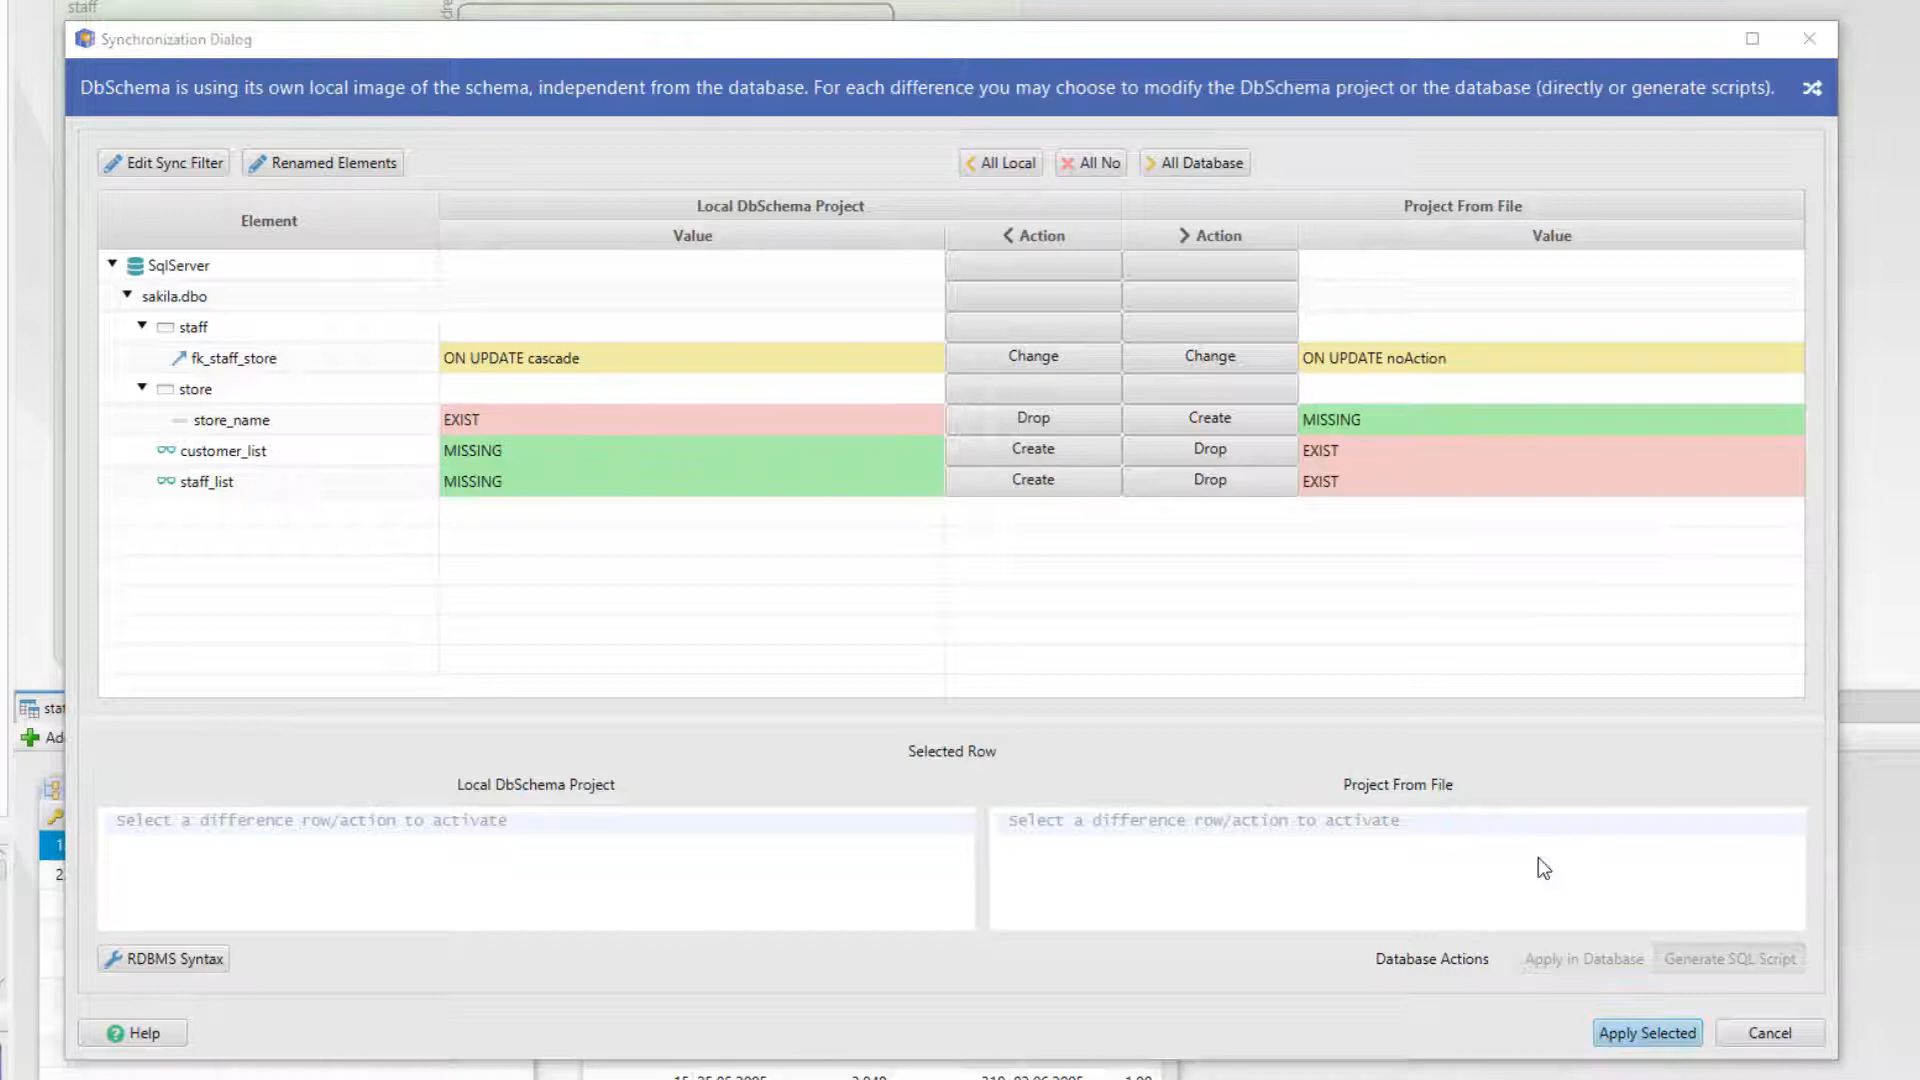 staff
Synchronization Dialog
DbSchema is using its own local image of the schema, independent from the database. For each difference you may choose to modify the DbSchema project or the database (directly or generate scripts).
Edit Sync Filter
Renamed Elements
All Local
All No
All Database
Element
Local DbSchema Project
Project From File
Value
Action
Action
Value
SqlServer
sakila.dbo
staff
fk_staff_store
ON UPDATE cascade
Change
Change
ON UPDATE noAction
store
store_name
EXIST
Drop
Create
MISSING
customer_list
MISSING
Create
Drop
EXIST
staff_list
MISSING
Create
Drop
EXIST
Selected Row
Local DbSchema Project
Project From File
Select a difference row/action to activate
Select a difference row/action to activate
1
2
RDBMS Syntax
Database Actions
Apply in Database
Generate SQL Script
Help
Apply Selected
Cancel